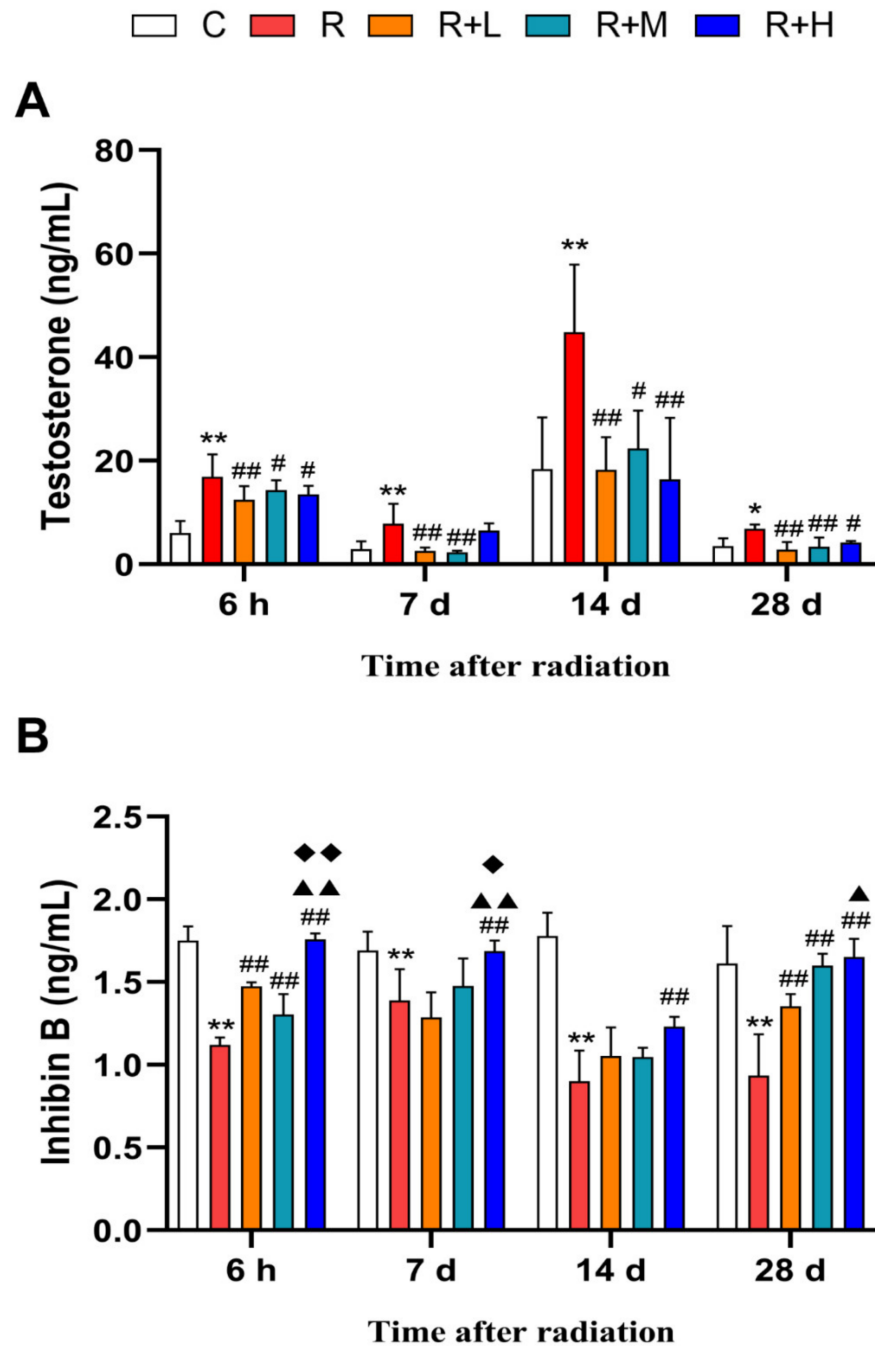 C R R+L R+M R+H
A
Testosterone (ng/mL)
80
60
40
20
0
**
## # #
**
## ##
**
## # ##
*
## ## #
6 h 7 d 14 d 28 d
Time after radiation
B
Inhibin B (ng/mL)
2.5
2.0
1.5
1.0
0.5
0.0
◆◆ ◆
▲▲ ▲▲ ▲
** ## ## ##
** ##
** ##
** ## ## ##
6 h 7 d 14 d 28 d
Time after radiation